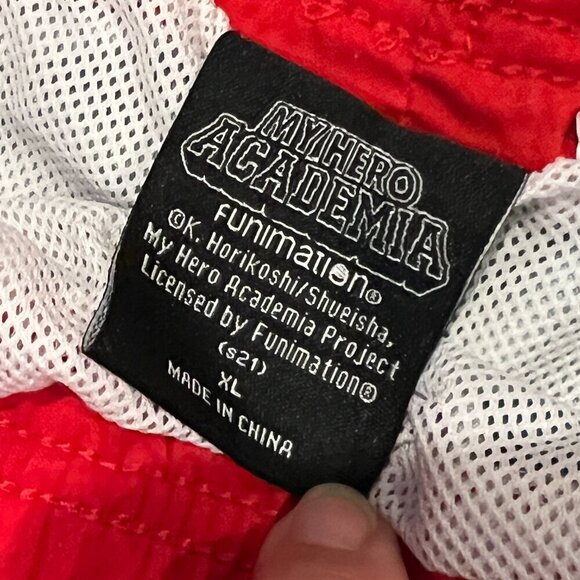 MY HERO
ACADEMIA
FUNIMATION®
©K. Horikoshi/Shueisha,
My Hero Academia Project
Licensed by Funimation®
(s21)
XL
MADE IN CHINA